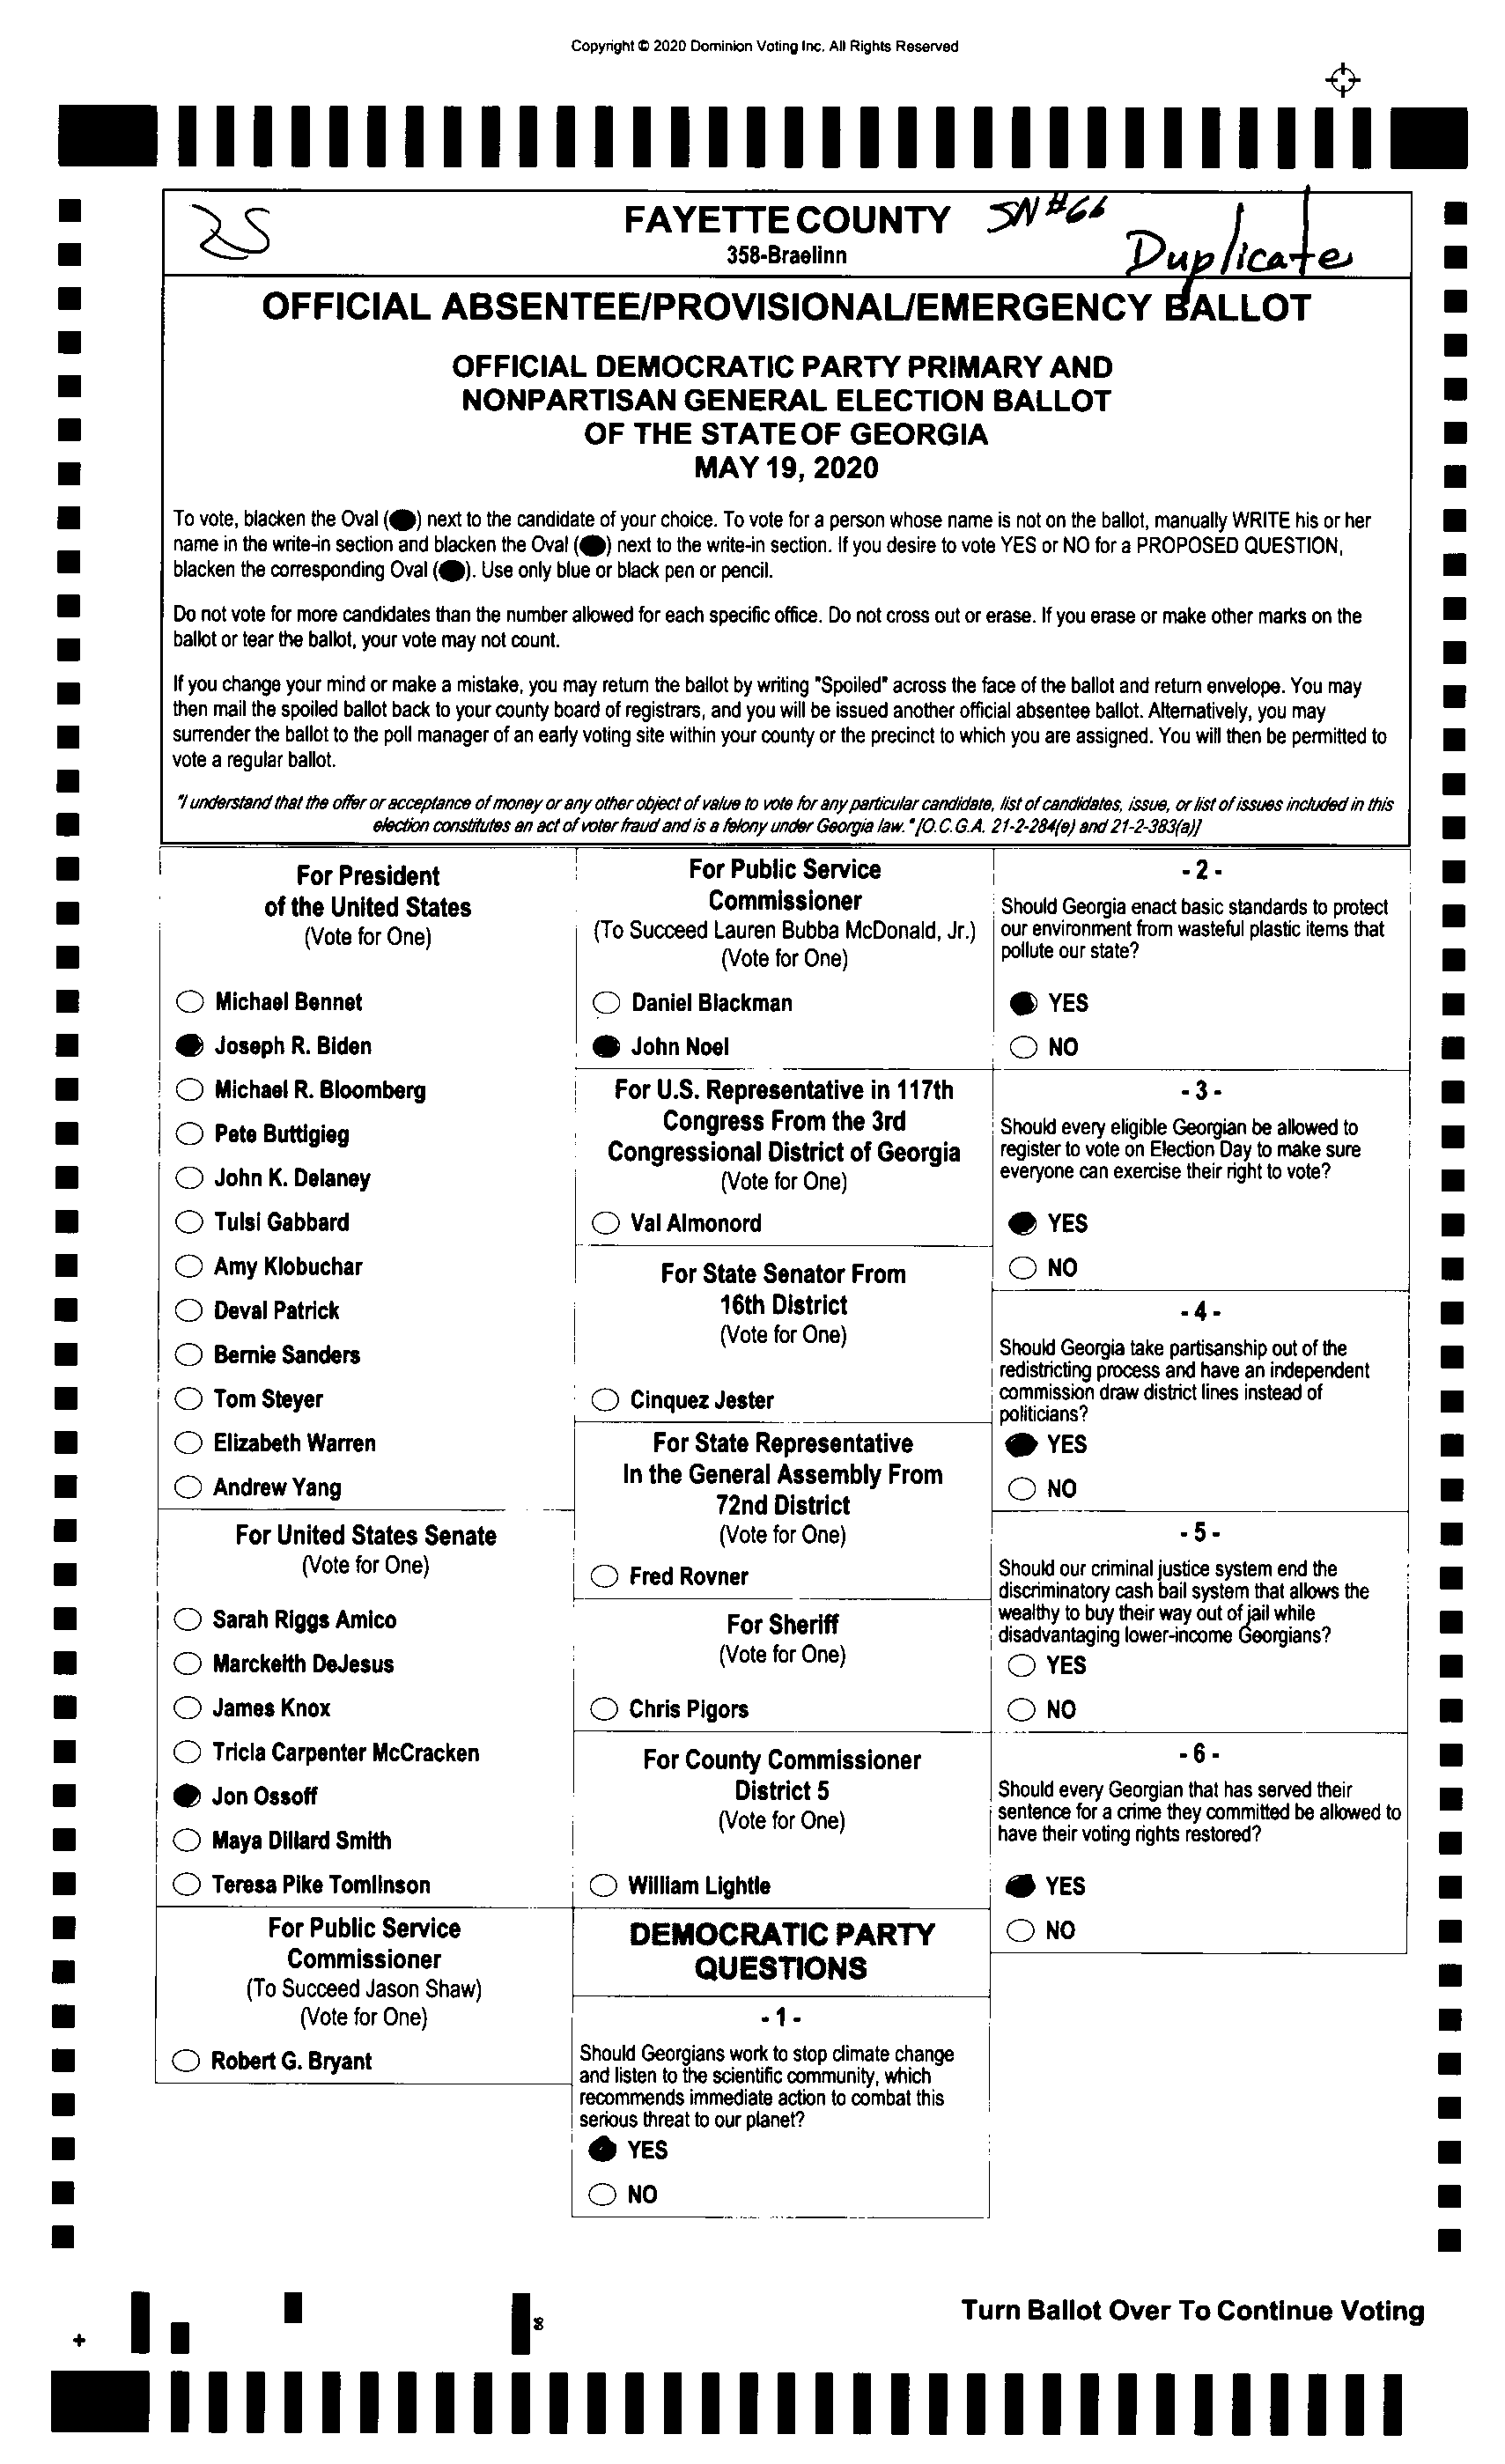 Copyright © 2020 Dominion Voting Inc. All Rights Reserved
25
FAYETTE COUNTY
SN #66
358-Braelinn
Duplicate
OFFICIAL ABSENTEE/PROVISIONAL/EMERGENCY BALLOT
OFFICIAL DEMOCRATIC PARTY PRIMARY AND
NONPARTISAN GENERAL ELECTION BALLOT
OF THE STATE OF GEORGIA
MAY 19, 2020
To vote, blacken the Oval (●) next to the candidate of your choice. To vote for a person whose name is not on the ballot, manually WRITE his or her
name in the write-in section and blacken the Oval (●) next to the write-in section. If you desire to vote YES or NO for a PROPOSED QUESTION,
blacken the corresponding Oval (●). Use only blue or black pen or pencil.
Do not vote for more candidates than the number allowed for each specific office. Do not cross out or erase. If you erase or make other marks on the
ballot or tear the ballot, your vote may not count.
If you change your mind or make a mistake, you may return the ballot by writing "Spoiled" across the face of the ballot and return envelope. You may
then mail the spoiled ballot back to your county board of registrars, and you will be issued another official absentee ballot. Alternatively, you may
surrender the ballot to the poll manager of an early voting site within your county or the precinct to which you are assigned. You will then be permitted to
vote a regular ballot.
"I understand that the offer or acceptance of money or any other object of value to vote for any particular candidate, list of candidates, issue, or list of issues included in this
election constitutes an act of voter fraud and is a felony under Georgia law." [O.C.G.A. 21-2-284(e) and 21-2-383(a)]
For President
of the United States
(Vote for One)
Michael Bennet
Joseph R. Biden
Michael R. Bloomberg
Pete Buttigieg
John K. Delaney
Tulsi Gabbard
Amy Klobuchar
Deval Patrick
Bernie Sanders
Tom Steyer
Elizabeth Warren
Andrew Yang
For United States Senate
(Vote for One)
Sarah Riggs Amico
Marckeith DeJesus
James Knox
Tricia Carpenter McCracken
Jon Ossoff
Maya Dillard Smith
Teresa Pike Tomlinson
For Public Service
Commissioner
(To Succeed Jason Shaw)
(Vote for One)
Robert G. Bryant
For Public Service
Commissioner
(To Succeed Lauren Bubba McDonald, Jr.)
(Vote for One)
Daniel Blackman
John Noel
For U.S. Representative in 117th
Congress From the 3rd
Congressional District of Georgia
(Vote for One)
Val Almonord
For State Senator From
16th District
(Vote for One)
Cinquez Jester
For State Representative
In the General Assembly From
72nd District
(Vote for One)
Fred Rovner
For Sheriff
(Vote for One)
Chris Pigors
For County Commissioner
District 5
(Vote for One)
William Lightle
DEMOCRATIC PARTY
QUESTIONS
- 1 -
Should Georgians work to stop climate change
and listen to the scientific community, which
recommends immediate action to combat this
serious threat to our planet?
YES
NO
- 2 -
Should Georgia enact basic standards to protect
our environment from wasteful plastic items that
pollute our state?
YES
NO
- 3 -
Should every eligible Georgian be allowed to
register to vote on Election Day to make sure
everyone can exercise their right to vote?
YES
NO
- 4 -
Should Georgia take partisanship out of the
redistricting process and have an independent
commission draw district lines instead of
politicians?
YES
NO
- 5 -
Should our criminal justice system end the
discriminatory cash bail system that allows the
wealthy to buy their way out of jail while
disadvantaging lower-income Georgians?
YES
NO
- 6 -
Should every Georgian that has served their
sentence for a crime they committed be allowed to
have their voting rights restored?
YES
NO
Turn Ballot Over To Continue Voting